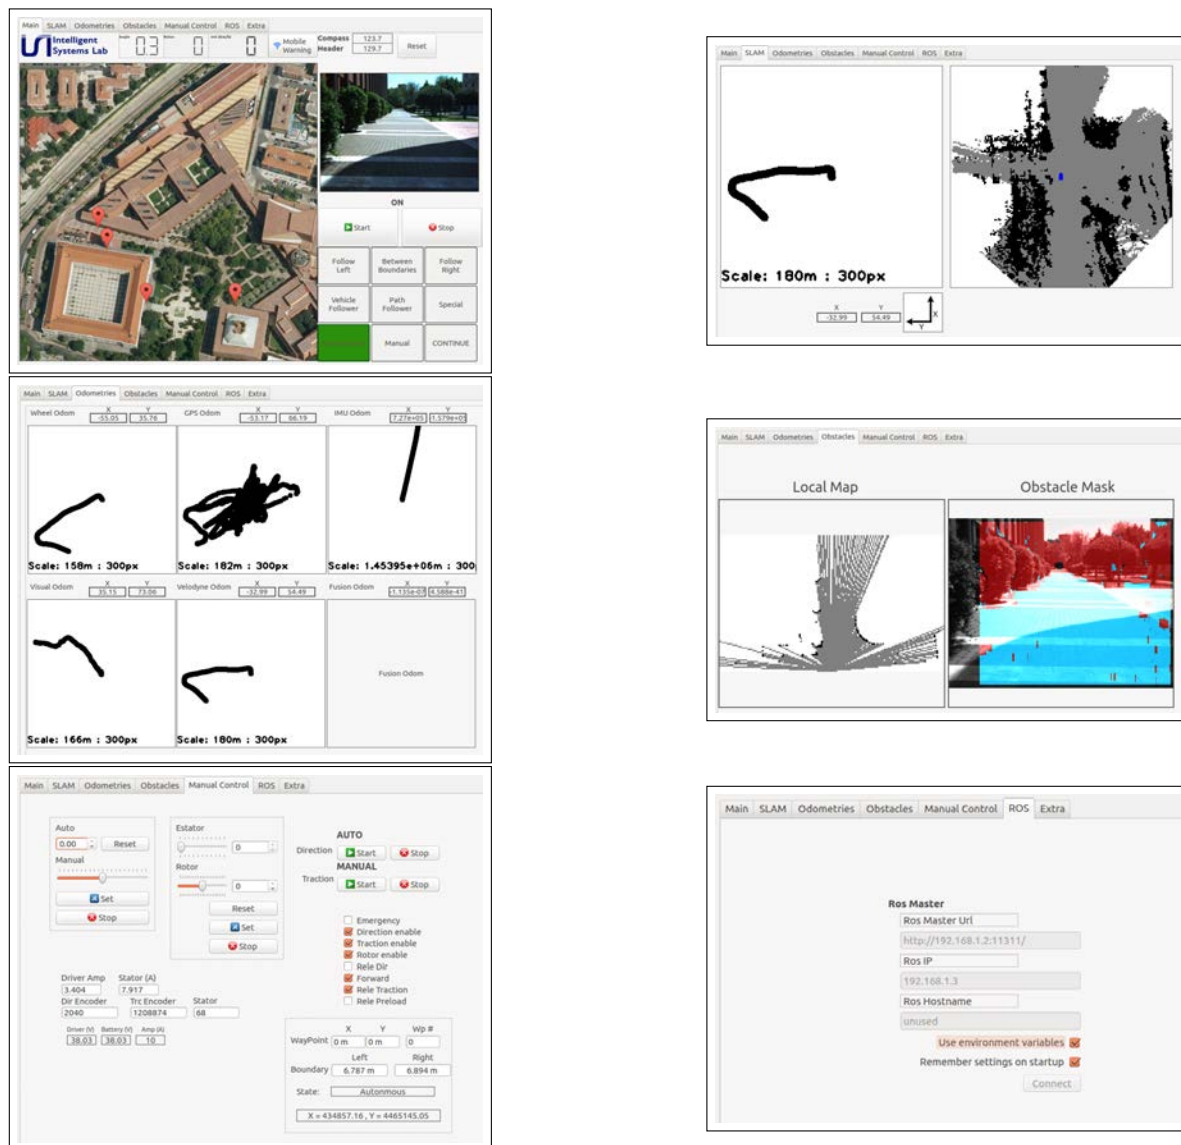 Main SLAM Odometries Obstacles Manual Control ROS Extra
Intelligent
Systems Lab
0.3 0 0
Mobile
Warning
Compass 123.7
Header 129.7
Reset
ON
Start Stop
Follow
Left
Between
Boundaries
Follow
Right
Vehicle
Follower
Path
Follower
Special
Manual
CONTINUE
Main SLAM Odometries Obstacles Manual Control ROS Extra
Scale: 180m : 300px
X Y
-32.99 54.49
X
Y
Main SLAM Odometries Obstacles Manual Control ROS Extra
Wheel Odom X Y -55.05 35.76
GPS Odom X Y -53.17 66.19
IMU Odom X Y 7.27e+05
Scale: 158m : 300px
Scale: 182m : 300px
Scale: 1.45395e+06m : 300
Visual Odom X Y 35.15 73.06
Velodyne Odom X Y -32.99 54.49
Fusion Odom X Y
Fusion Odom
Scale: 166m : 300px
Scale: 180m : 300px
Main SLAM Odometries Obstacles Manual Control ROS Extra
Local Map Obstacle Mask
Main SLAM Odometries Obstacles Manual Control ROS Extra
Auto
0.00 Reset
Manual
Set
Stop
Estator
0
Rotor
0
Reset
Set
Stop
AUTO
Direction Start Stop
MANUAL
Traction Start Stop
Emergency
Direction enable
Traction enable
Rotor enable
Rele Dir
Forward
Rele Traction
Rele Preload
Driver Amp Stator (A)
3.404 7.917
Dir Encoder Trc Encoder Stator
2040 1208874 68
Driver (V) Battery (V) Amp (A)
38.03 38.03 10
X Y Wp #
WayPoint 0 m 0 m 0
Left Right
Boundary 6.787 m 6.894 m
State: Autonmous
X = 434857.16 , Y = 4465145.05
Main SLAM Odometries Obstacles Manual Control ROS Extra
Ros Master
Ros Master Url
http://192.168.1.2:11311/
Ros IP
192.168.1.3
Ros Hostname
unused
Use environment variables
Remember settings on startup
Connect